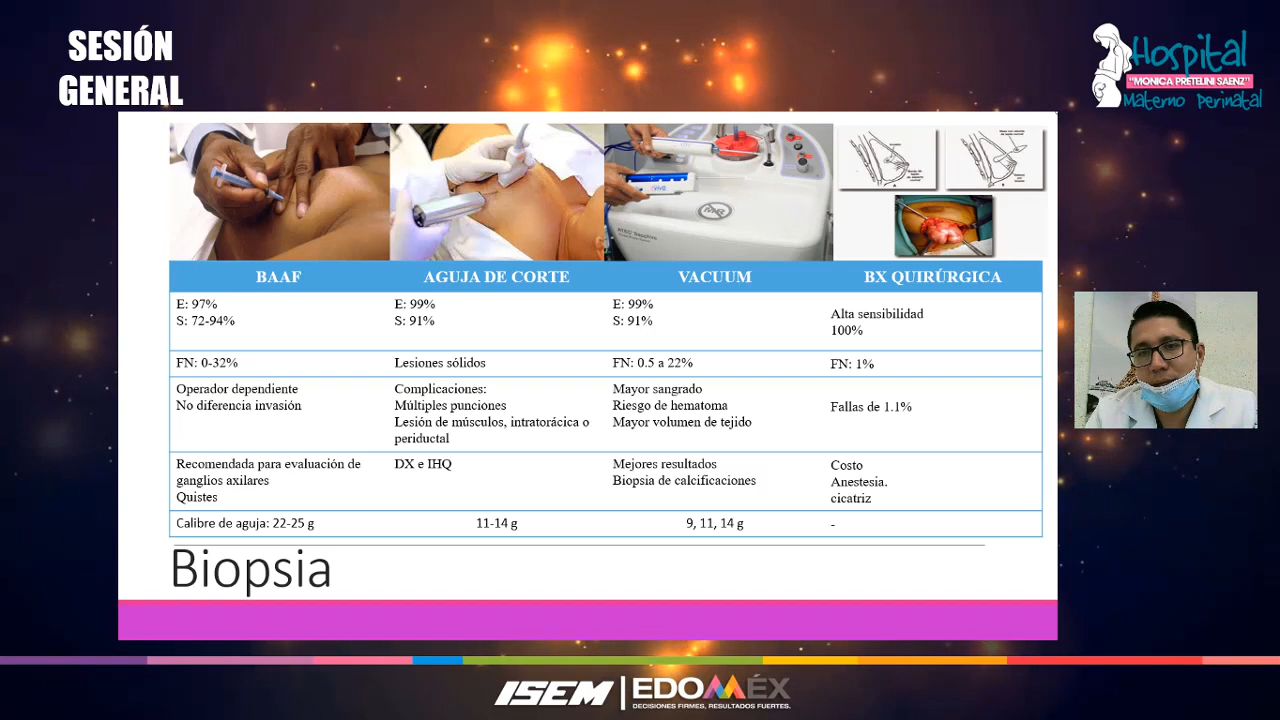 SESIÓN
GENERAL
Hospital
"MONICA PRETELINI SAENZ"
Materno Perinatal
BAAF
AGUJA DE CORTE
VACUUM
BX QUIRÚRGICA
E: 97%
S: 72-94%
E: 99%
S: 91%
E: 99%
S: 91%
Alta sensibilidad
100%
FN: 0-32%
Lesiones sólidos
FN: 0.5 a 22%
FN: 1%
Operador dependiente
No diferencia invasión
Complicaciones:
Múltiples punciones
Lesión de músculos, intratorácica o
periductal
Mayor sangrado
Riesgo de hematoma
Mayor volumen de tejido
Fallas de 1.1%
Recomendada para evaluación de
ganglios axilares
Quistes
DX e IHQ
Mejores resultados
Biopsia de calcificaciones
Costo
Anestesia.
cicatriz
Calibre de aguja: 22-25 g
11-14 g
9, 11, 14 g
-
Biopsia
ISEM
EDOMÉX
DECISIONES FIRMES, RESULTADOS FUERTES.